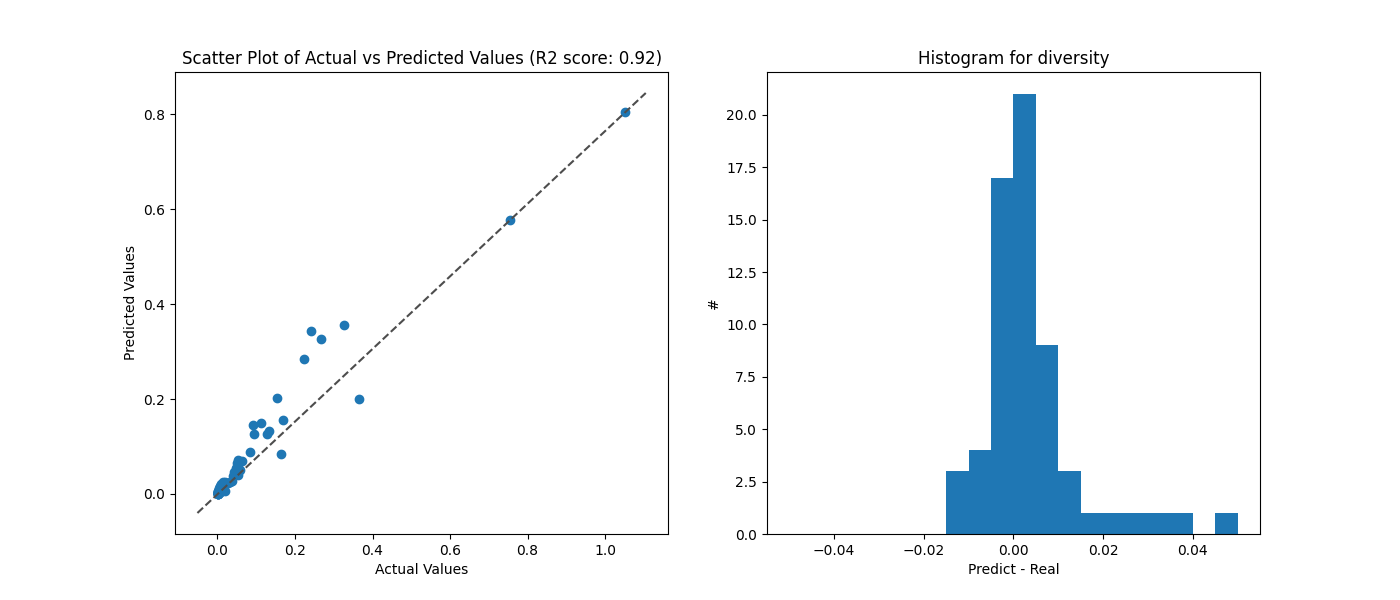 Scatter Plot of Actual vs Predicted Values (R2 score: 0.92)
0.8
0.6
0.4
0.2
0.0
Predicted Values
0.0 0.2 0.4 0.6 0.8 1.0
Actual Values
Histogram for diversity
20.0
17.5
15.0
12.5
10.0
7.5
5.0
2.5
0.0
#
−0.04 −0.02 0.00 0.02 0.04
Predict - Real